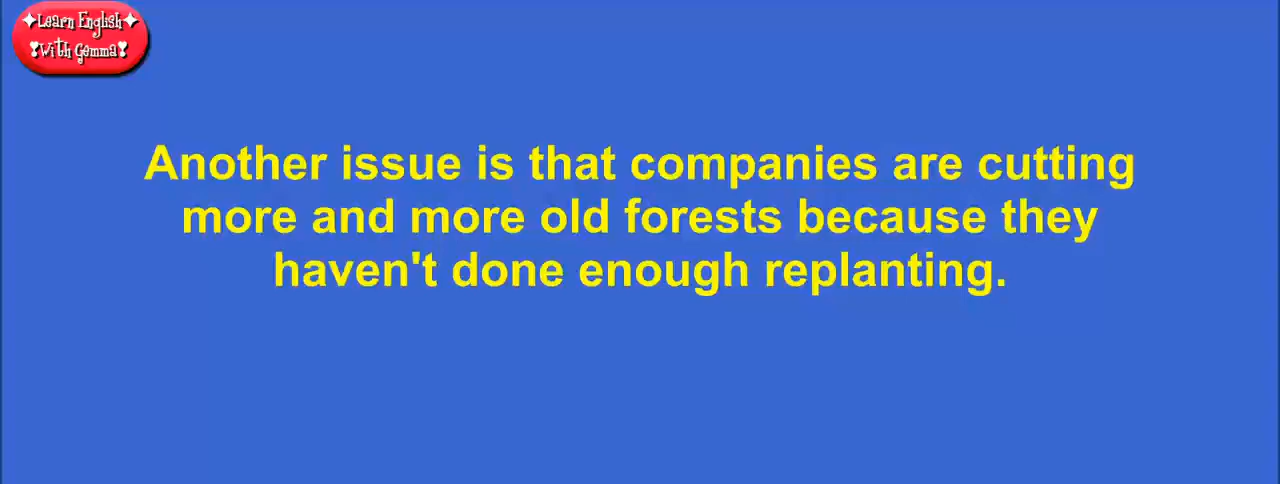 Learn English
With Gemma
Another issue is that companies are cutting
more and more old forests because they
haven't done enough replanting.